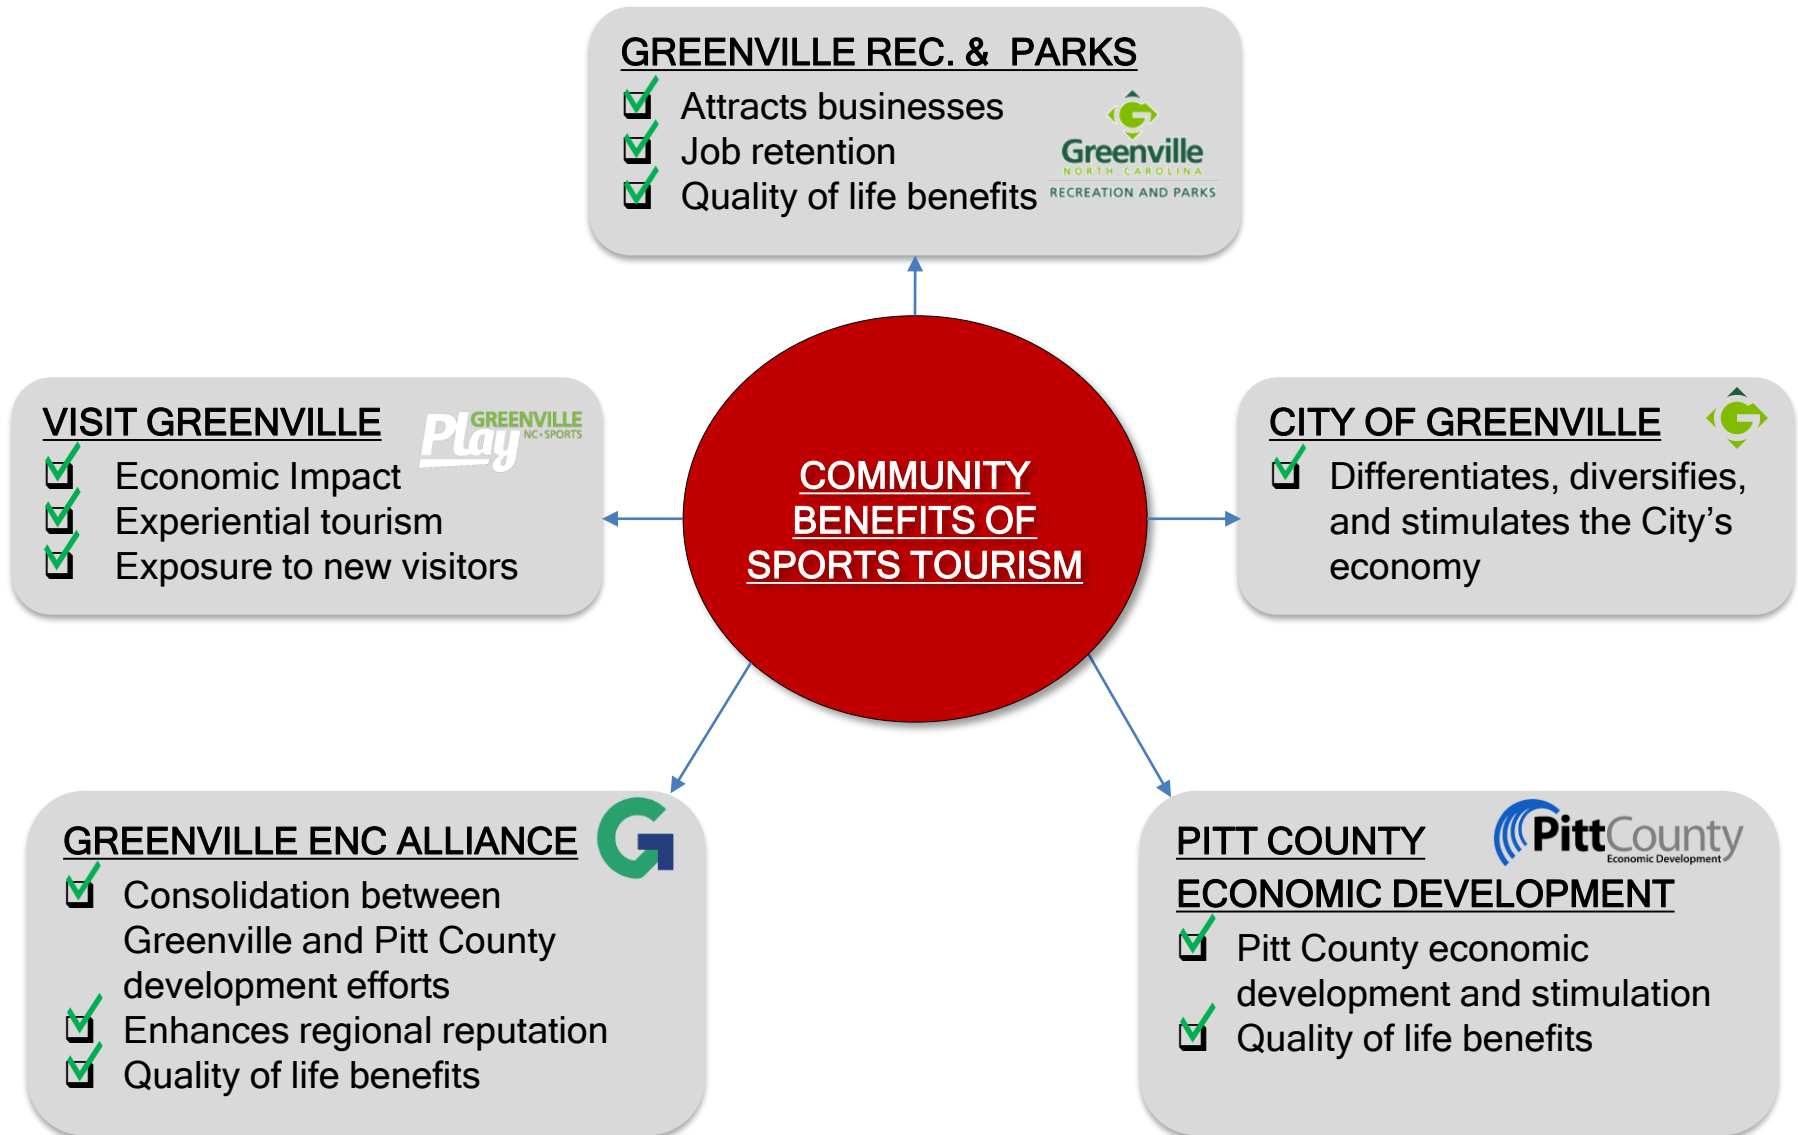 GREENVILLE REC. & PARKS
Attracts businesses
Job retention
Quality of life benefits
Greenville
NORTH CAROLINA
RECREATION AND PARKS
VISIT GREENVILLE
Play
GREENVILLE
NC•SPORTS
Economic Impact
Experiential tourism
Exposure to new visitors
COMMUNITY
BENEFITS OF
SPORTS TOURISM
CITY OF GREENVILLE
G
Differentiates, diversifies,
and stimulates the City's
economy
GREENVILLE ENC ALLIANCE
G
Consolidation between
Greenville and Pitt County
development efforts
Enhances regional reputation
Quality of life benefits
PITT COUNTY
ECONOMIC DEVELOPMENT
PittCounty
Economic Development
Pitt County economic
development and stimulation
Quality of life benefits